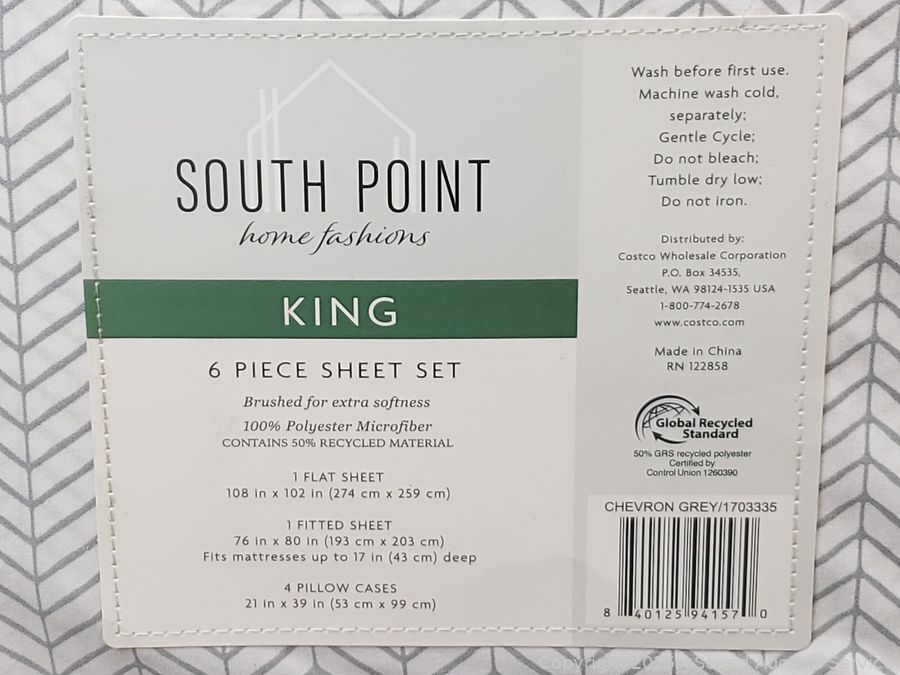 SOUTH POINT
home fashions
KING
6 PIECE SHEET SET
Brushed for extra softness
100% Polyester Microfiber
CONTAINS 50% RECYCLED MATERIAL
1 FLAT SHEET
108 in x 102 in (274 cm x 259 cm)
1 FITTED SHEET
76 in x 80 in (193 cm x 203 cm)
Fits mattresses up to 17 in (43 cm) deep
4 PILLOW CASES
21 in x 39 in (53 cm x 99 cm)
Wash before first use.
Machine wash cold,
separately;
Gentle Cycle;
Do not bleach;
Tumble dry low;
Do not iron.
Distributed by:
Costco Wholesale Corporation
P.O. Box 34535,
Seattle, WA 98124-1535 USA
1-800-774-2678
www.costco.com
Made in China
RN 122858
Global Recycled
Standard
50% GRS recycled polyester
Certified by
Control Union 1260390
CHEVRON GREY/1703335
8 40125 94157 0
Copyright